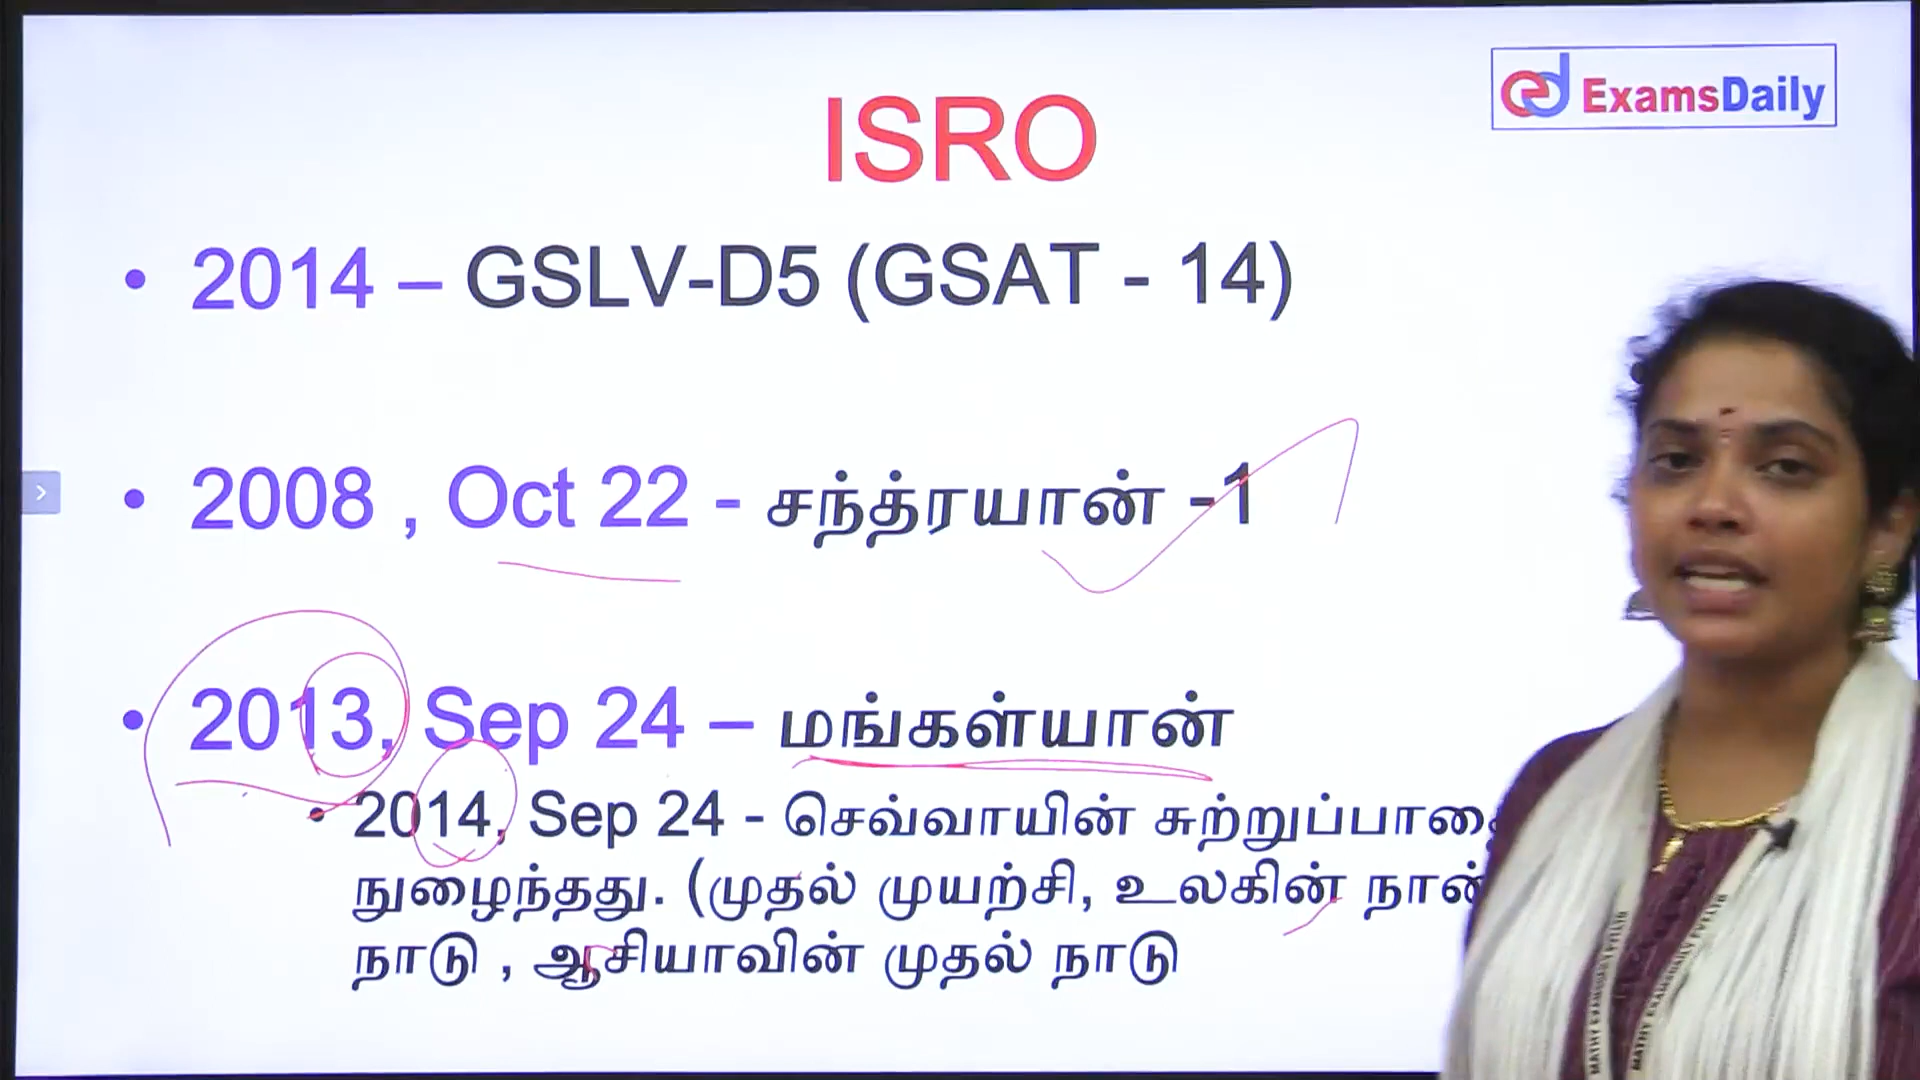 ExamsDaily
ISRO
• 2014 – GSLV-D5 (GSAT - 14)
• 2008 , Oct 22 - சந்த்ரயான் -1
• 2013, Sep 24 – மங்கள்யான்
• 2014, Sep 24 - செவ்வாயின்
நுழைந்தது. (முதல் முயற்சி, உலகின்
நாடு , ஆசியாவின் முதல் நாடு